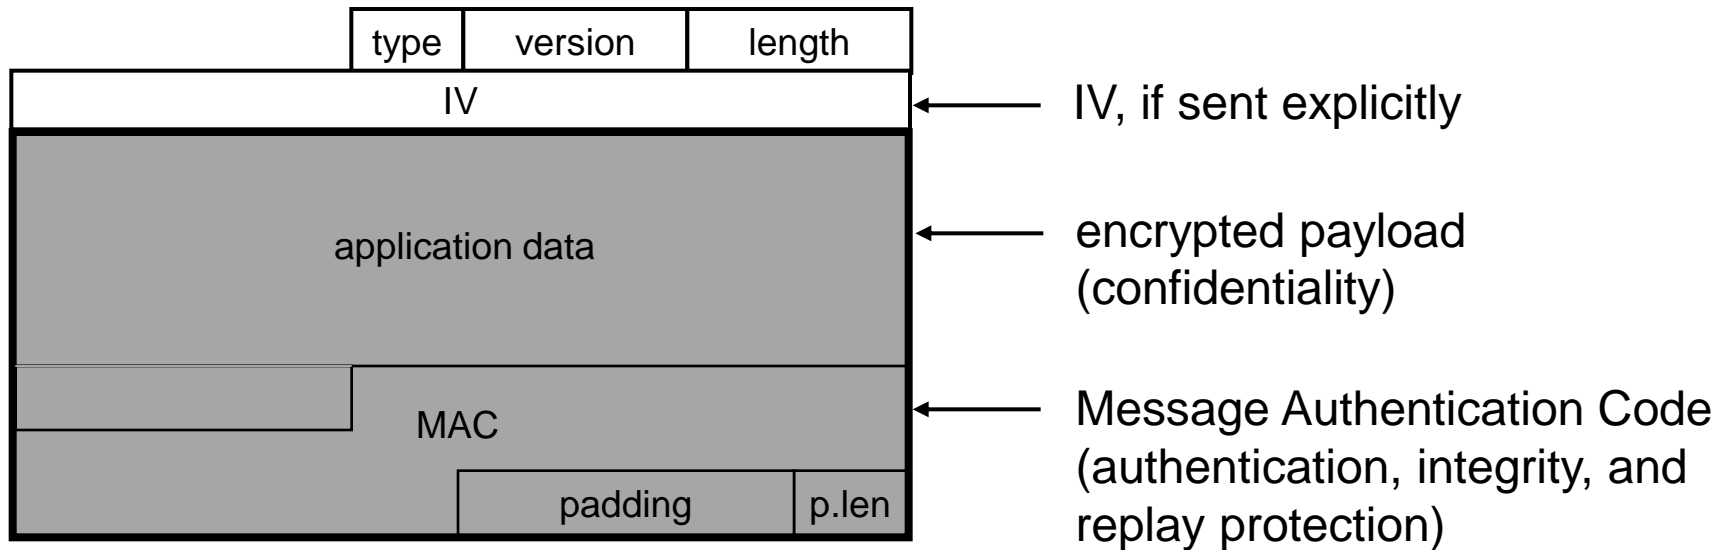 type version length
IV
IV, if sent explicitly
application data
encrypted payload
(confidentiality)
MAC
Message Authentication Code
(authentication, integrity, and
replay protection)
padding p.len